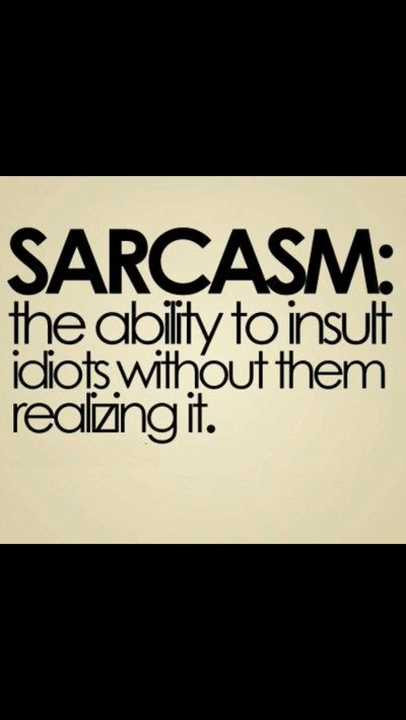 SARCASM:
the ability to insult
idiots without them
realizing it.